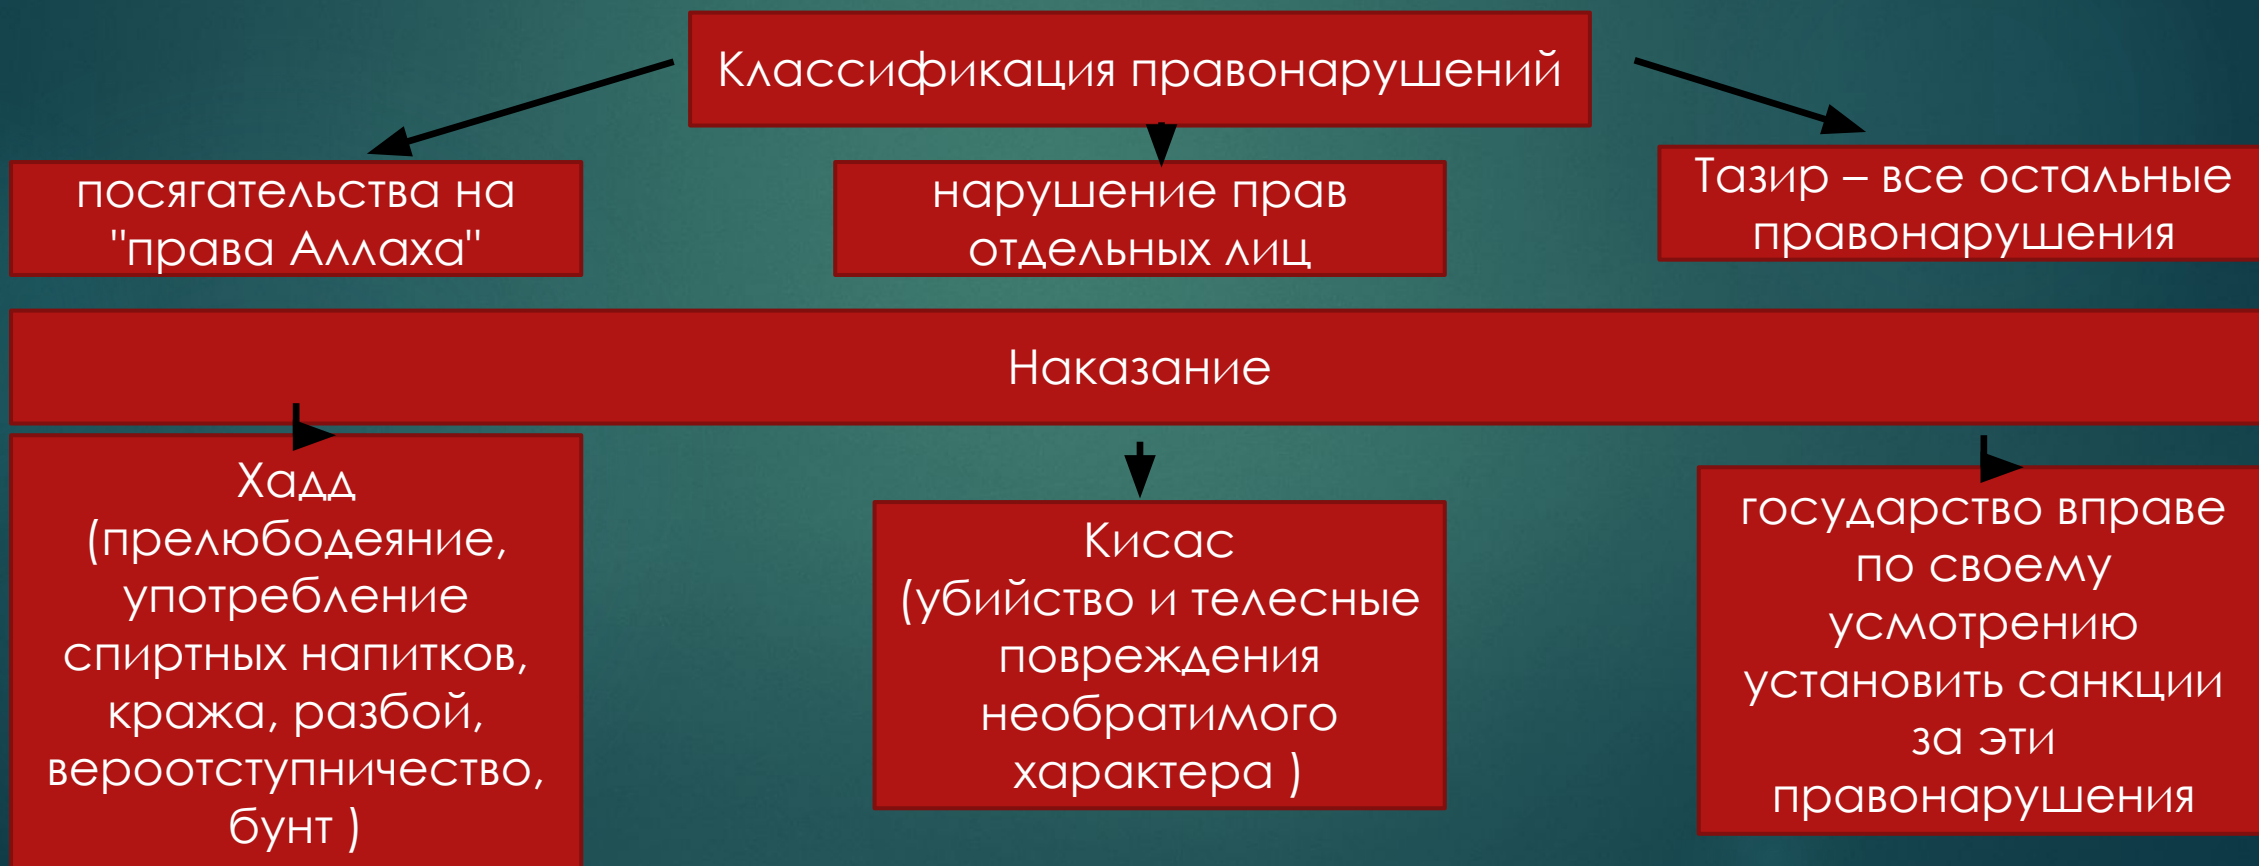 Классификация правонарушений
посягательства на
"права Аллаха"
нарушение прав
отдельных лиц
Тазир – все остальные
правонарушения
Наказание
Хадд
(прелюбодеяние,
употребление
спиртных напитков,
кража, разбой,
вероотступничество,
бунт )
Кисас
(убийство и телесные
повреждения
необратимого
характера )
государство вправе
по своему
усмотрению
установить санкции
за эти
правонарушения